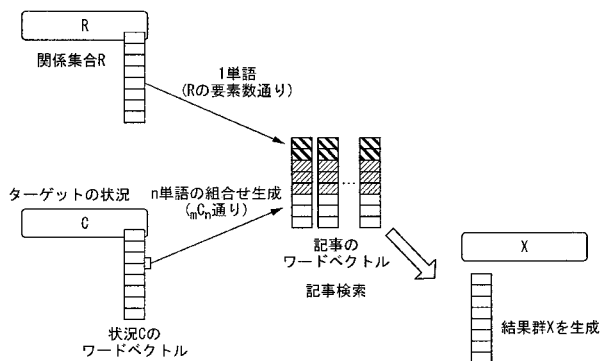 R
関係集合R
1単語
(Rの要素数通り)
ターゲットの状況
n単語の組合せ生成
(mCn通り)
C
…
記事の
ワードベクトル
記事検索
X
状況Cの
ワードベクトル
結果群Xを生成